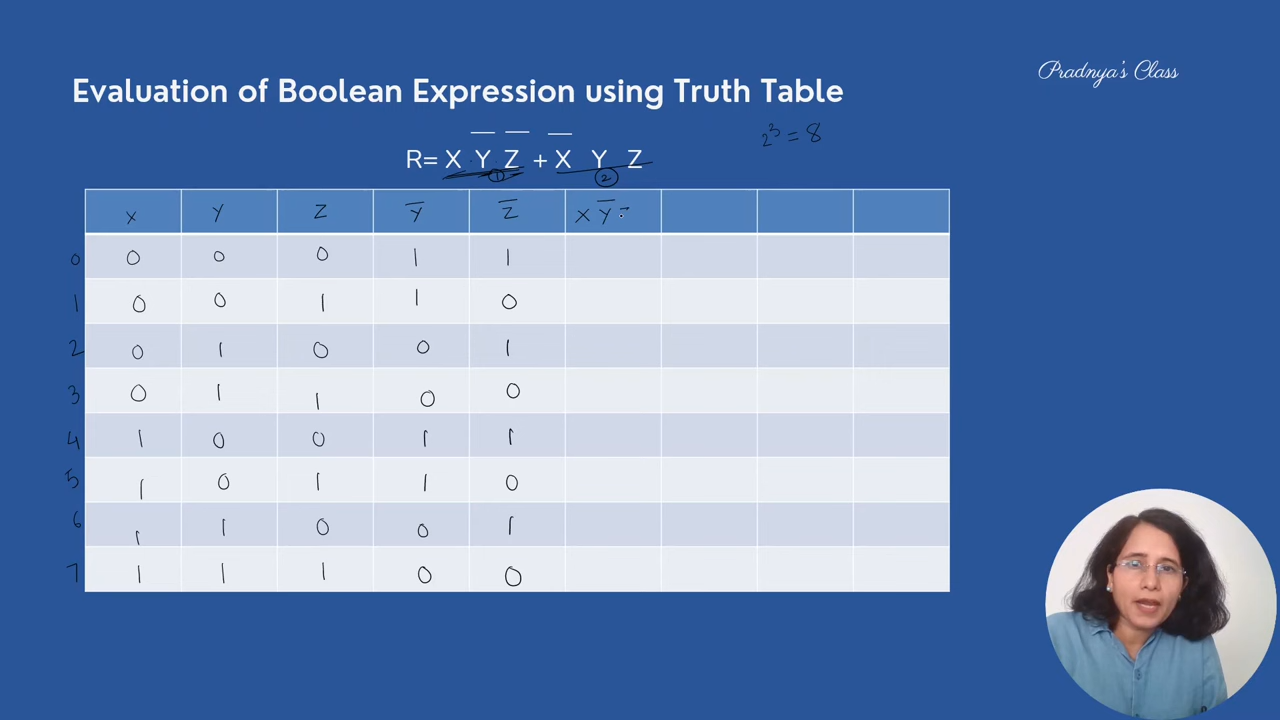 Pradnya's Class
Evaluation of Boolean Expression using Truth Table
2³ = 8
R= X Y̅ Z̅ + X̅ Y Z
① ②
X Y Z Y̅ Z̅ X Y̅
0 0 0 0 1 1
1 0 0 1 1 0
2 0 1 0 0 1
3 0 1 1 0 0
4 1 0 0 1 1
5 1 0 1 1 0
6 1 1 0 0 1
7 1 1 1 0 0